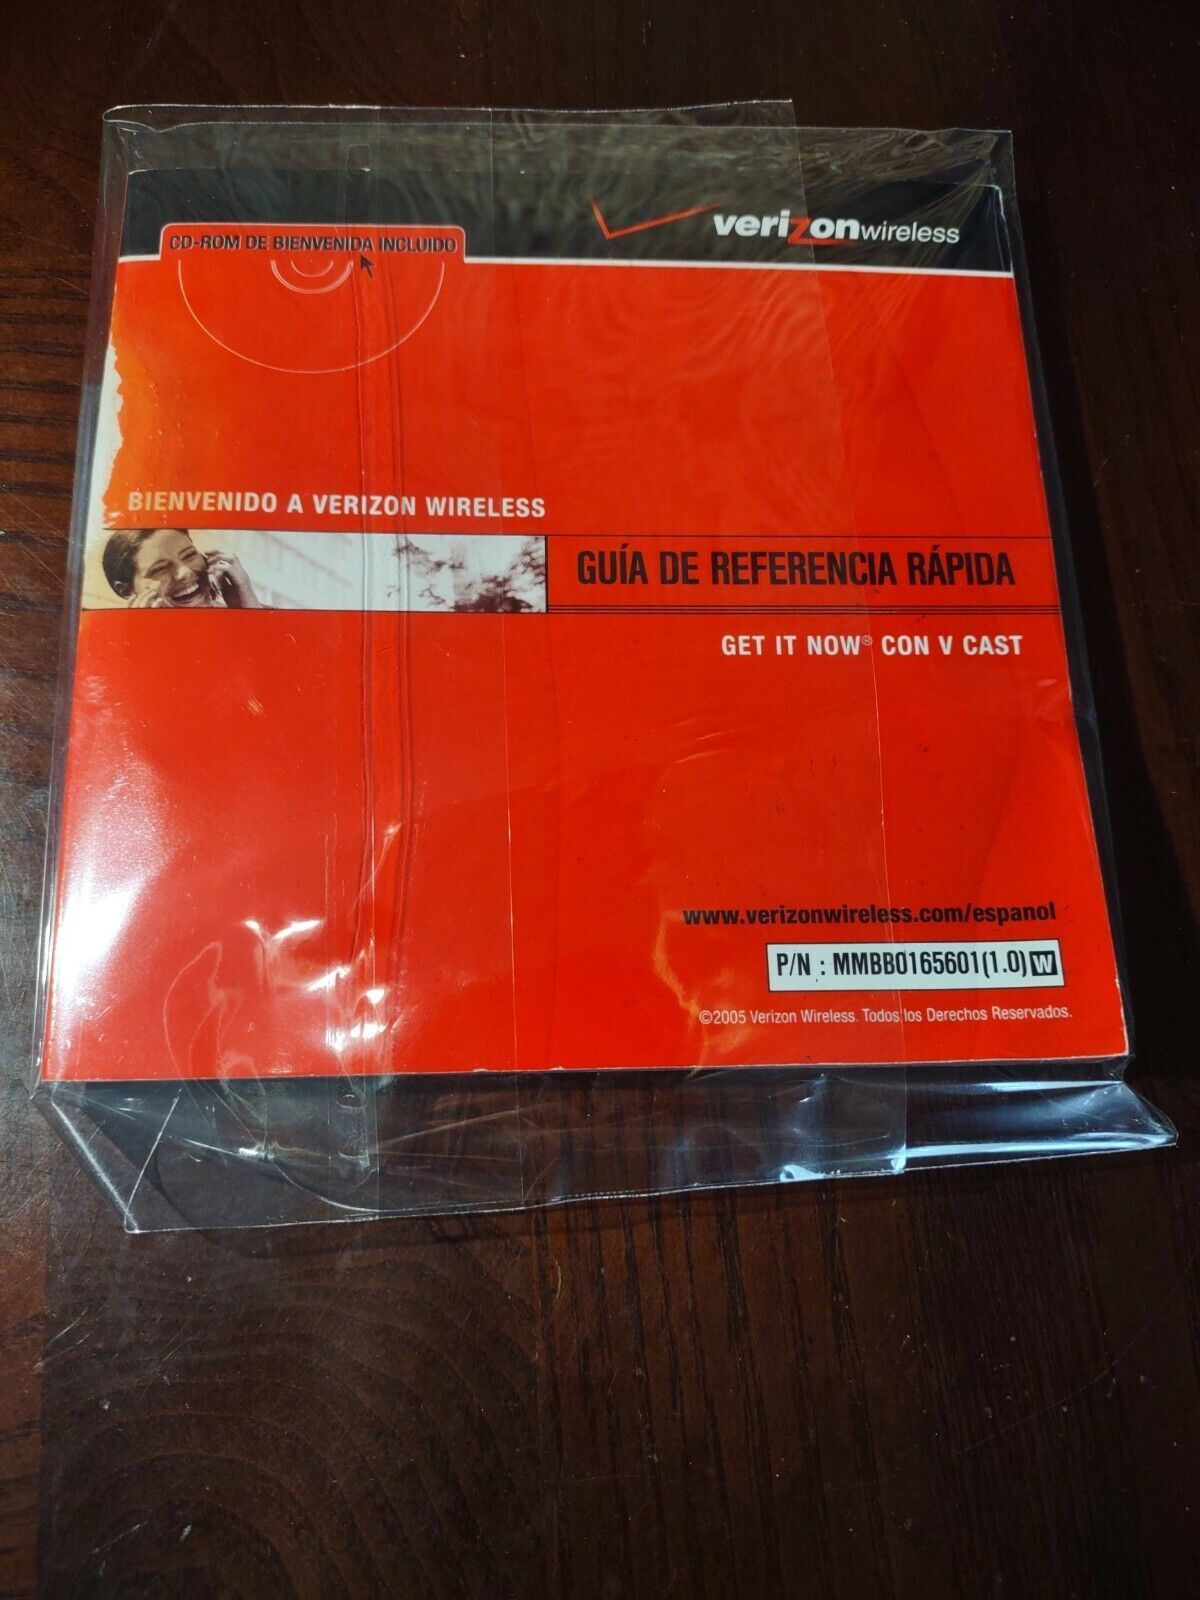 verizonwireless
CD-ROM DE BIENVENIDA INCLUIDO
BIENVENIDO A VERIZON WIRELESS
GUÍA DE REFERENCIA RÁPIDA
GET IT NOW® CON V CAST
www.verizonwireless.com/espanol
P/N : MMBB0165601(1.0) W
©2005 Verizon Wireless. Todos los Derechos Reservados.